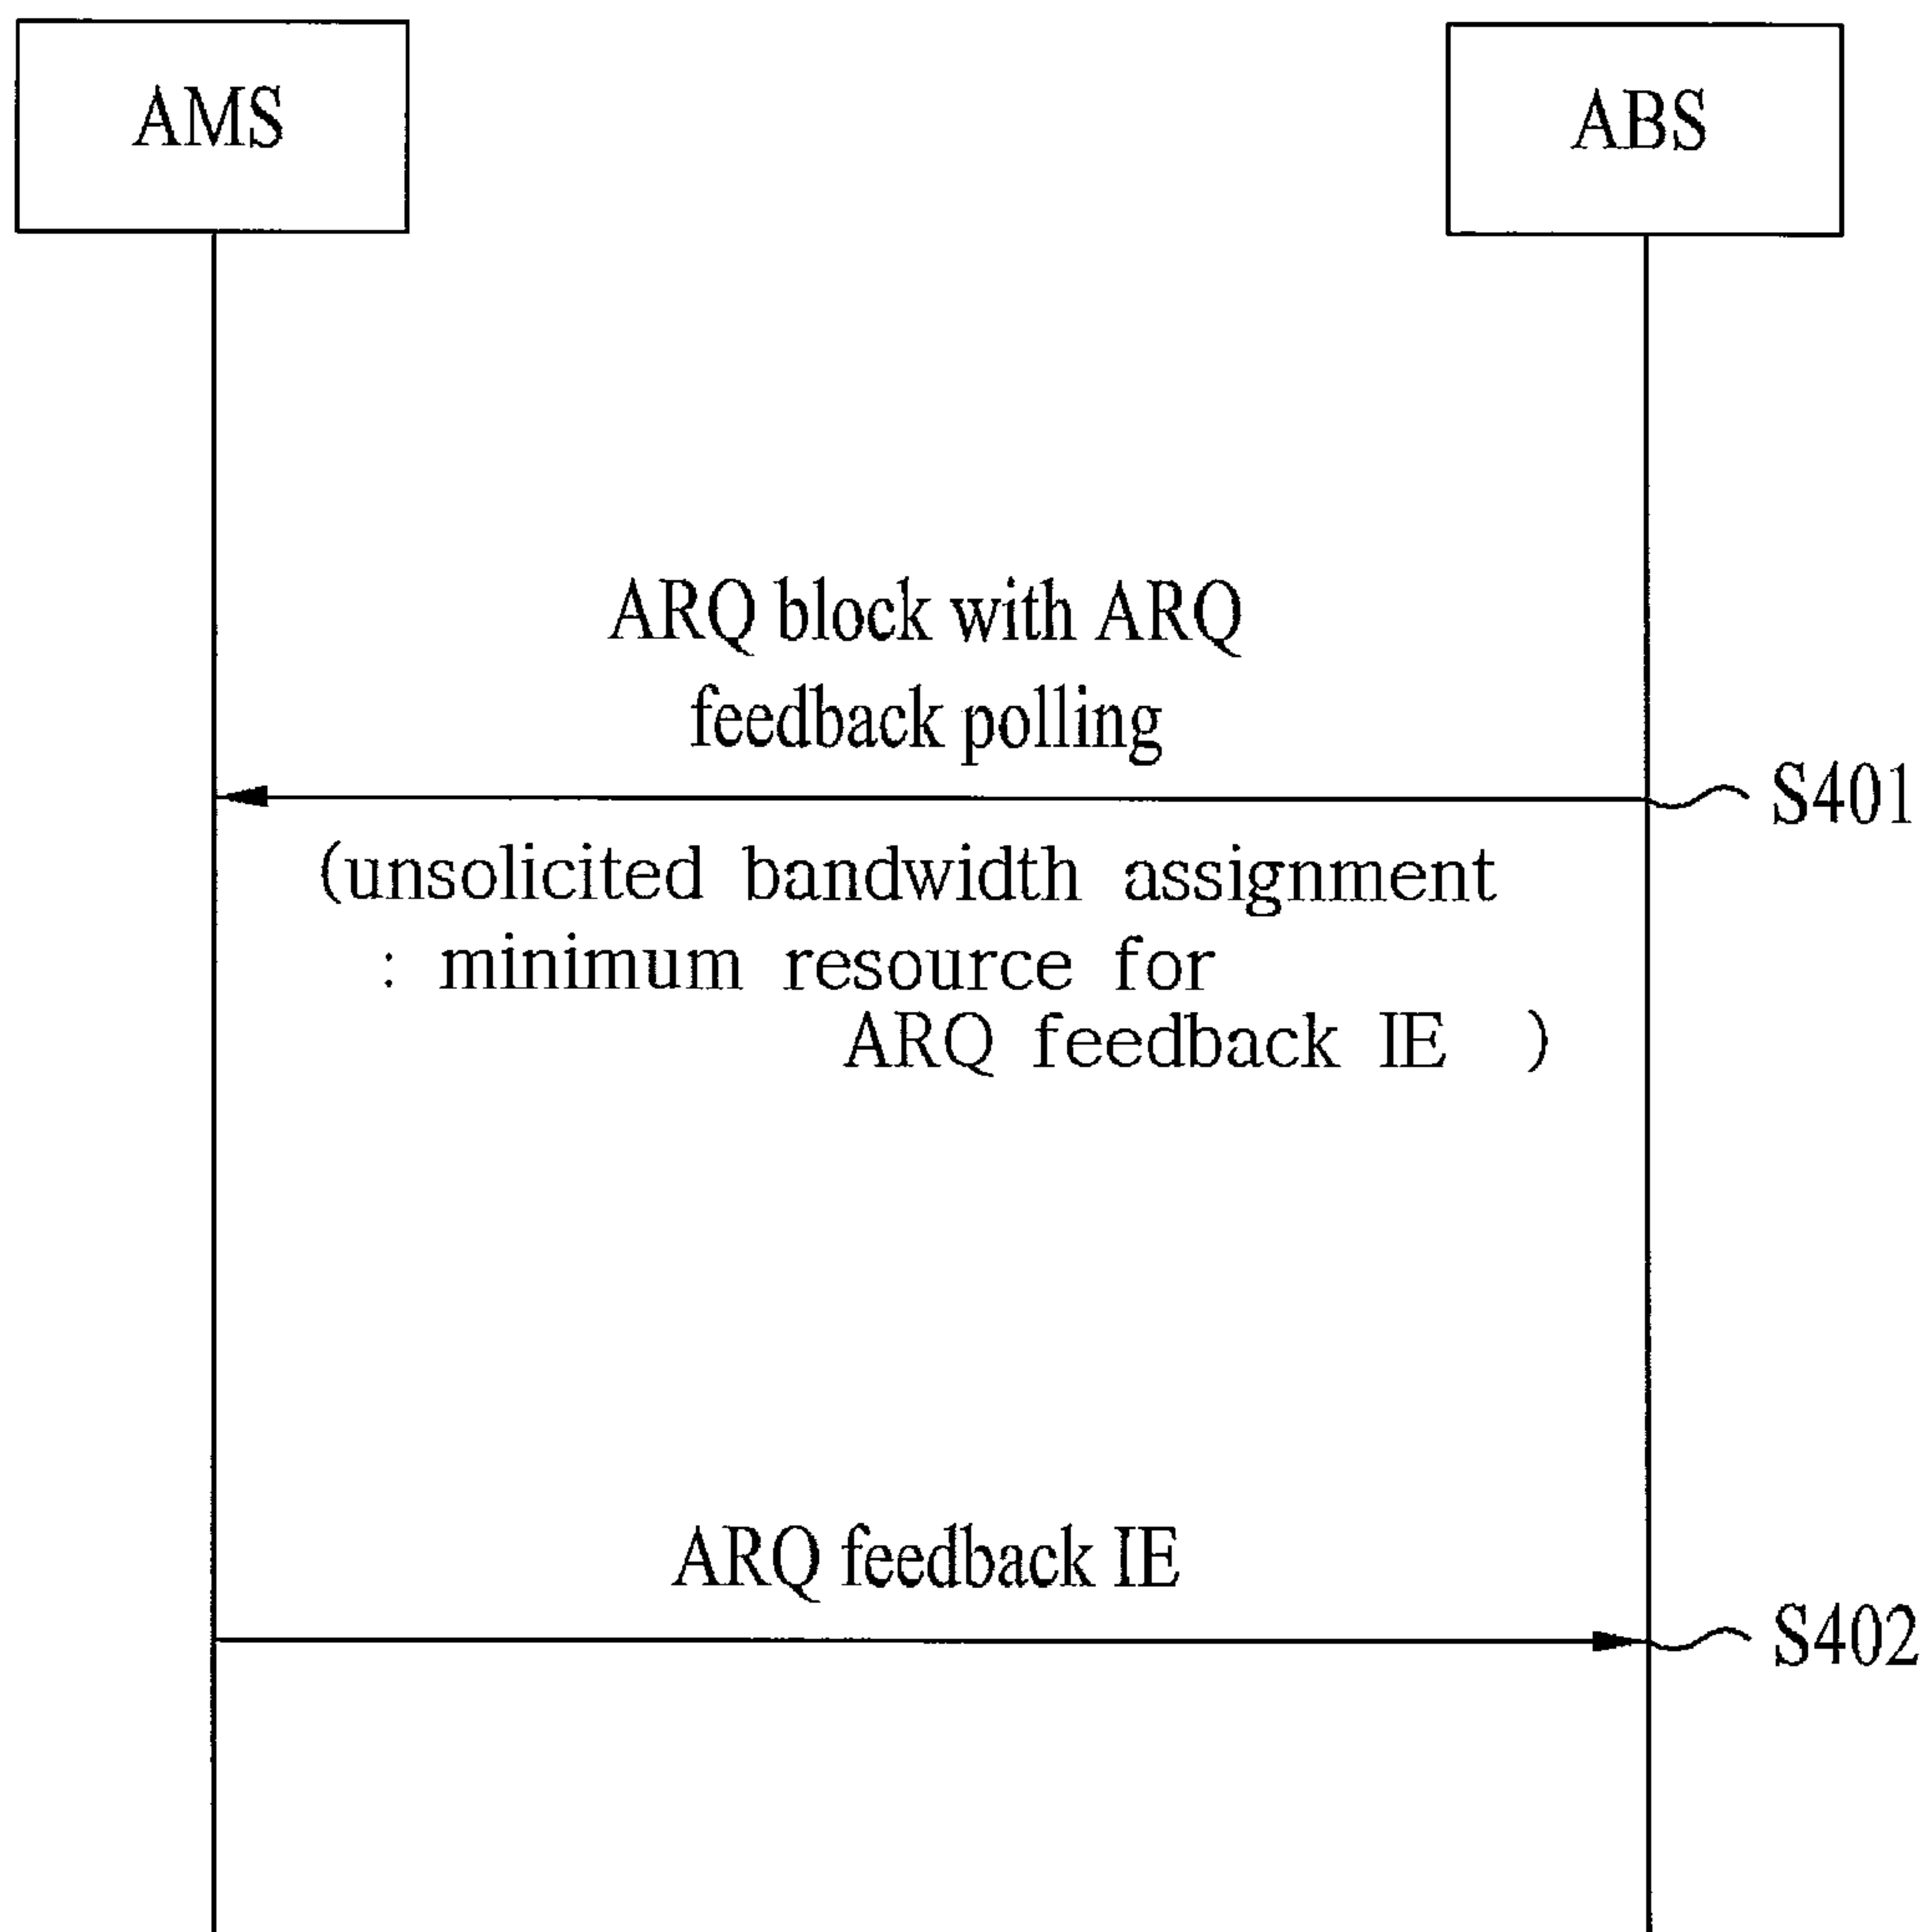 AMS
ABS
ARQ block with ARQ
feedback polling
S401
(unsolicited bandwidth assignment
: minimum resource for
ARQ feedback IE )
ARQ feedback IE
S402